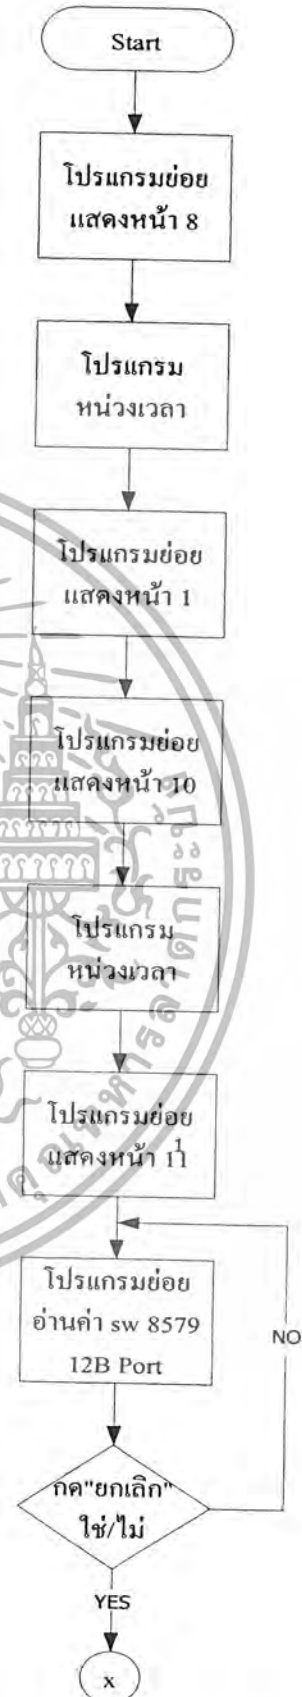 Start
โปรแกรมย่อย
แสดงหน้า 8
โปรแกรม
หน่วงเวลา
โปรแกรมย่อย
แสดงหน้า 1
โปรแกรมย่อย
แสดงหน้า 10
โปรแกรม
หน่วงเวลา
โปรแกรมย่อย
แสดงหน้า 11
โปรแกรมย่อย
อ่านค่า sw 8579
12B Port
NO
กด"ยกเลิก"
ใช่/ไม่
YES
x